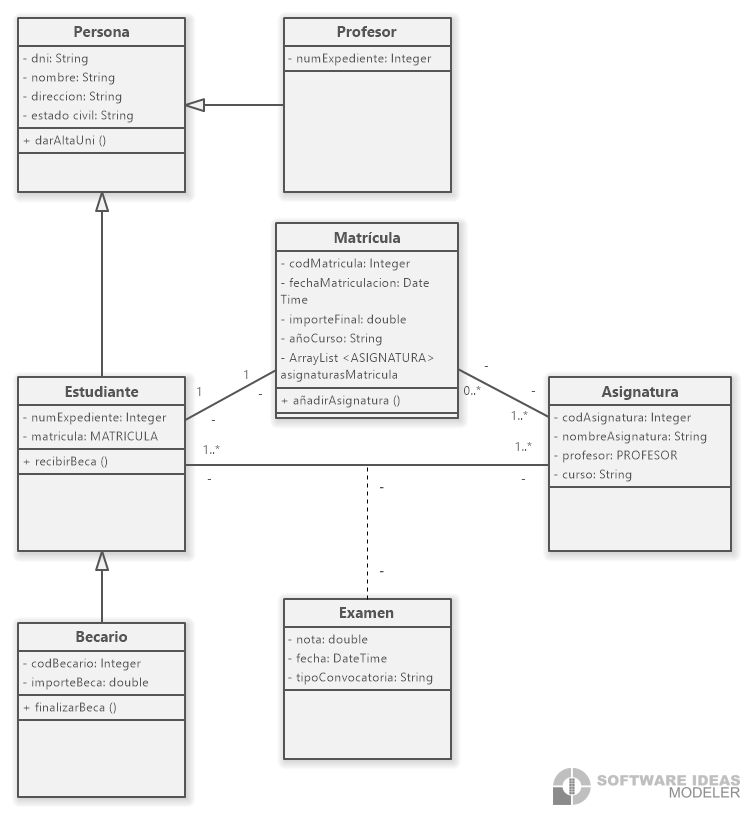 Persona
- dni: String
- nombre: String
- direccion: String
- estado civil: String
+ darAltaUni ()
Profesor
- numExpediente: Integer
Matrícula
- codMatricula: Integer
- fechaMatriculacion: Date
Time
- importeFinal: double
- añoCurso: String
- ArrayList <ASIGNATURA>
asignaturasMatricula
+ añadirAsignatura ()
Estudiante
- numExpediente: Integer
- matricula: MATRICULA
+ recibirBeca ()
1
-
1
-
-
0..*
-
1..*
1..*
-
1..*
-
Asignatura
- codAsignatura: Integer
- nombreAsignatura: String
- profesor: PROFESOR
- curso: String
-
-
Becario
- codBecario: Integer
- importeBeca: double
+ finalizarBeca ()
Examen
- nota: double
- fecha: DateTime
- tipoConvocatoria: String
SOFTWARE IDEAS
MODELER